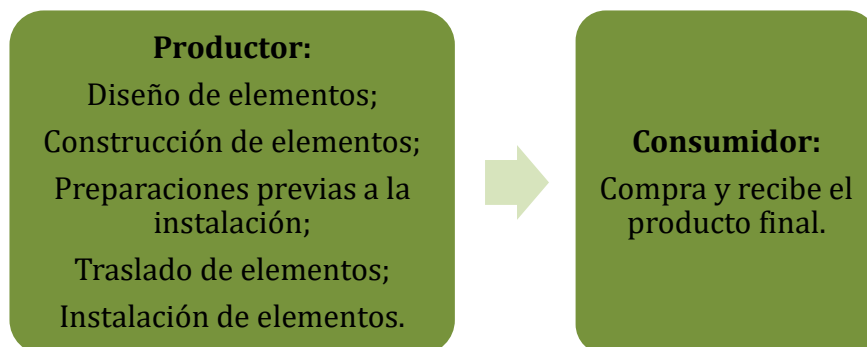 Productor:
Diseño de elementos;
Construcción de elementos;
Preparaciones previas a la
instalación;
Traslado de elementos;
Instalación de elementos.
Consumidor:
Compra y recibe el
producto final.